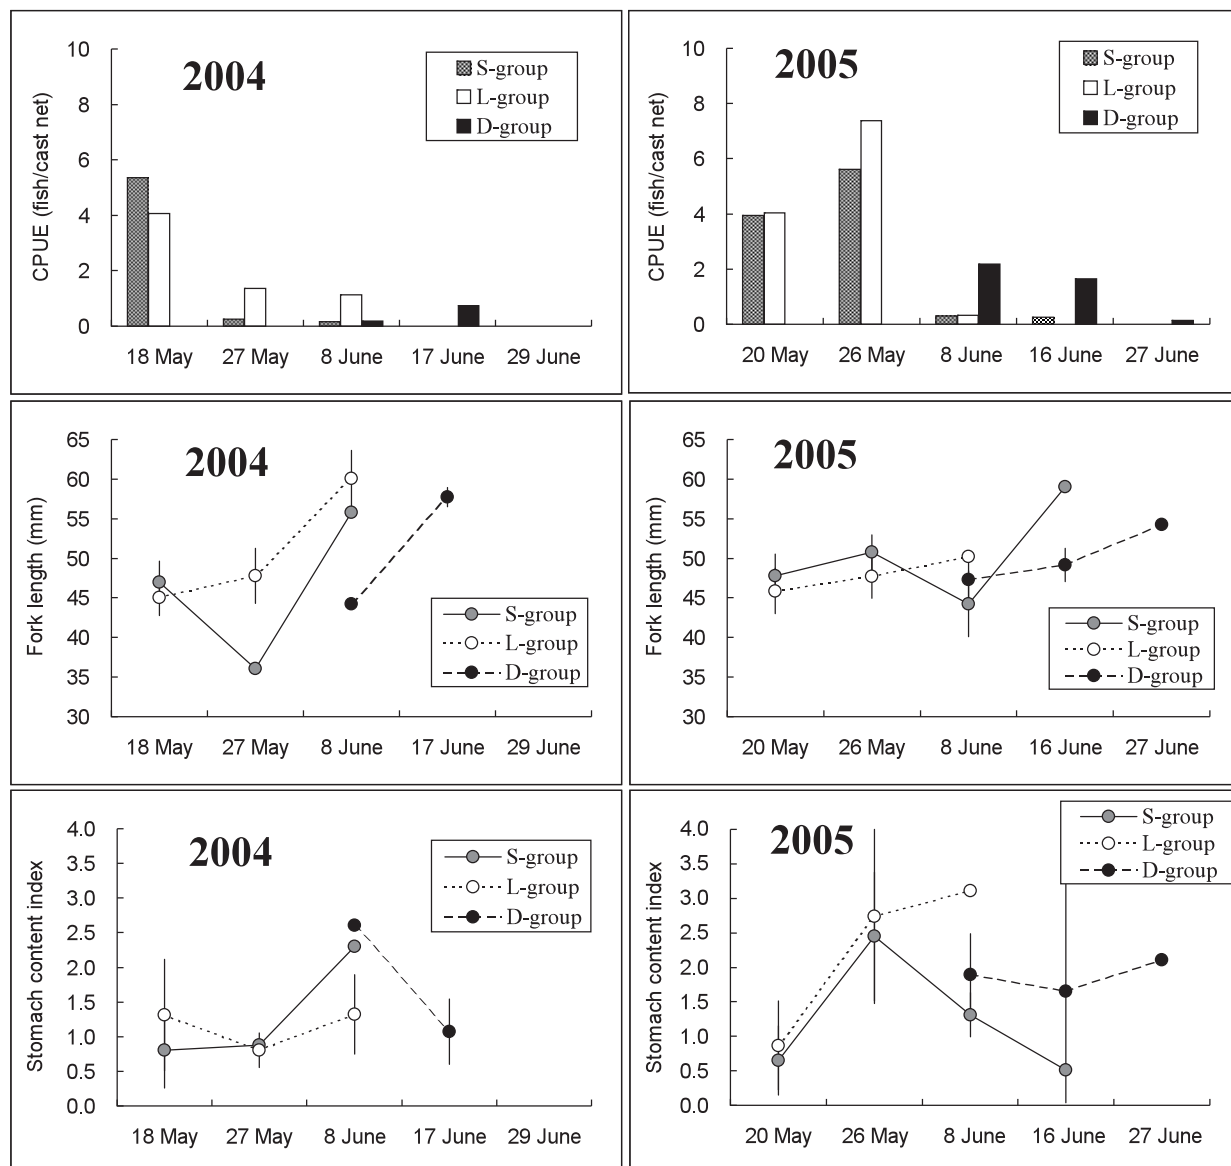 2004
S-group
L-group
D-group
CPUE (fish/cast net)
10
8
6
4
2
0
18 May 27 May 8 June 17 June 29 June
2005
S-group
L-group
D-group
CPUE (fish/cast net)
10
8
6
4
2
0
20 May 26 May 8 June 16 June 27 June
2004
Fork length (mm)
65
60
55
50
45
40
35
30
S-group
L-group
D-group
18 May 27 May 8 June 17 June 29 June
2005
Fork length (mm)
65
60
55
50
45
40
35
30
S-group
L-group
D-group
20 May 26 May 8 June 16 June 27 June
2004
S-group
L-group
D-group
Stomach content index
4.0
3.5
3.0
2.5
2.0
1.5
1.0
0.5
0.0
18 May 27 May 8 June 17 June 29 June
2005
S-group
L-group
D-group
Stomach content index
4.0
3.5
3.0
2.5
2.0
1.5
1.0
0.5
0.0
20 May 26 May 8 June 16 June 27 June